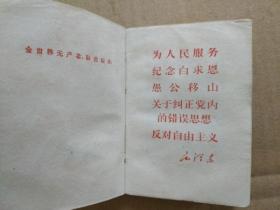 全世界无产者，联合起来！
为人民服务
纪念白求恩
愚公移山
关于纠正党内
的错误思想
反对自由主义
毛泽东